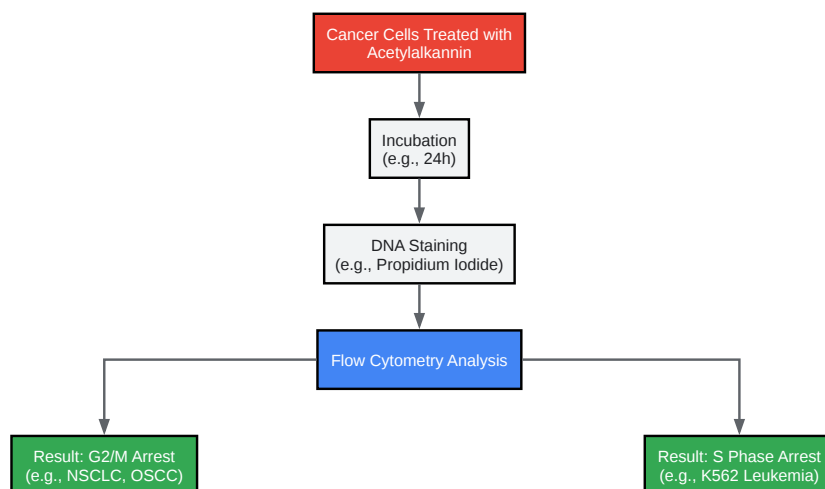 Cancer Cells Treated with
Acetylalkannin
Incubation
(e.g., 24h)
DNA Staining
(e.g., Propidium Iodide)
Flow Cytometry Analysis
Result: G2/M Arrest
(e.g., NSCLC, OSCC)
Result: S Phase Arrest
(e.g., K562 Leukemia)